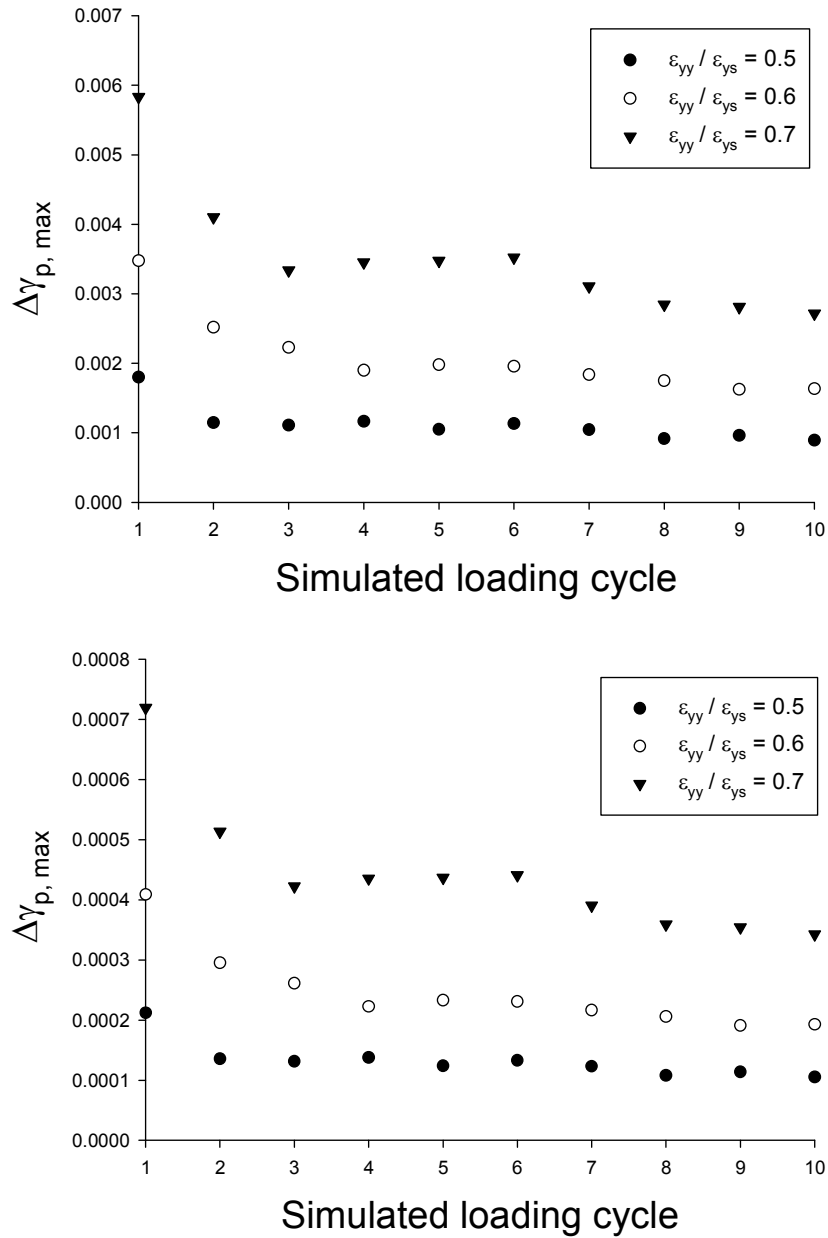 0.007
0.006
0.005
0.004
0.003
0.002
0.001
0.000
Δγp, max
εyy / εys = 0.5
εyy / εys = 0.6
εyy / εys = 0.7
1 2 3 4 5 6 7 8 9 10
Simulated loading cycle
0.0008
0.0007
0.0006
0.0005
0.0004
0.0003
0.0002
0.0001
0.0000
Δγp, max
εyy / εys = 0.5
εyy / εys = 0.6
εyy / εys = 0.7
1 2 3 4 5 6 7 8 9 10
Simulated loading cycle